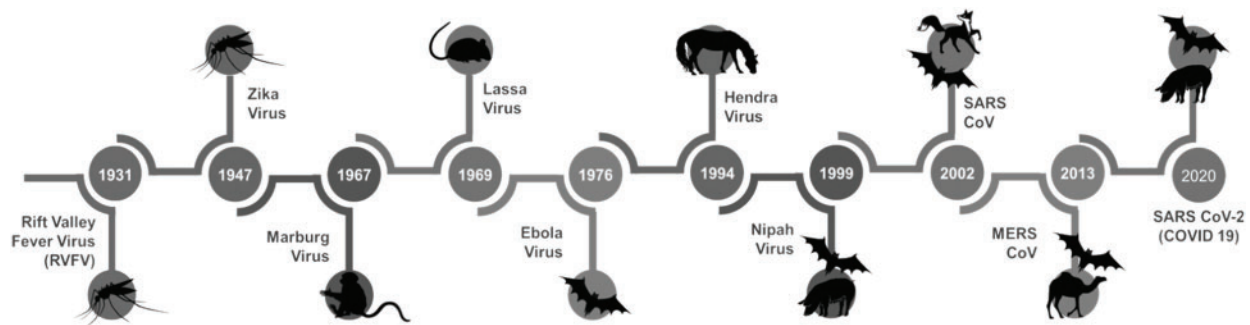 Zika
Virus
Lassa
Virus
Hendra
Virus
SARS
CoV
1931
1947
1967
1969
1976
1994
1999
2002
2013
2020
Rift Valley
Fever Virus
(RVFV)
Marburg
Virus
Ebola
Virus
Nipah
Virus
MERS
CoV
SARS CoV-2
(COVID 19)